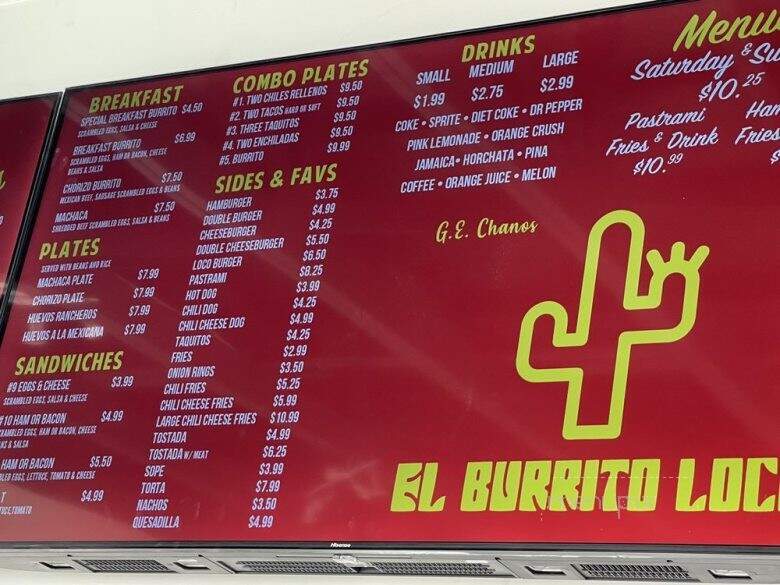 BREAKFAST
SPECIAL BREAKFAST BURRITO $4.50
SCRAMBLED EGGS, SALSA & CHEESE
BREAKFAST BURRITO $6.99
SCRAMBLED EGGS, HAM OR BACON, CHEESE
BEANS & SALSA
CHORIZO BURRITO $7.50
MEXICAN BEEF, SAUSAGE SCRAMBLED EGGS & BEANS
MACHACA $7.50
SHREDDED BEEF SCRAMBLED EGGS, SALSA & BEANS
PLATES
SERVED WITH BEANS AND RICE
MACHACA PLATE $7.99
CHORIZO PLATE $7.99
HUEVOS RANCHEROS $7.99
HUEVOS A LA MEXICANA $7.99
SANDWICHES
#9 EGGS & CHEESE $3.99
SCRAMBLED EGGS, SALSA & CHEESE
#10 HAM OR BACON $4.99
SCRAMBLED EGGS, HAM OR BACON, CHEESE
& SALSA
HAM OR BACON $5.50
EGGS, LETTUCE, TOMATO & CHEESE
$4.99
COMBO PLATES
#1. TWO CHILES RELLENOS $9.50
#2. TWO TACOS HARD OR SOFT $9.50
#3. THREE TAQUITOS $9.50
#4. TWO ENCHILADAS $9.50
#5. BURRITO $9.99
SIDES & FAVS
HAMBURGER $3.75
DOUBLE BURGER $4.99
CHEESEBURGER $4.25
DOUBLE CHEESEBURGER $5.50
LOCO BURGER $6.50
PASTRAMI $8.25
HOT DOG $3.99
CHILI DOG $4.25
CHILI CHEESE DOG $4.99
TAQUITOS $4.25
FRIES $2.99
ONION RINGS $3.50
CHILI FRIES $5.25
CHILI CHEESE FRIES $5.99
LARGE CHILI CHEESE FRIES $10.99
TOSTADA $4.99
TOSTADA W/ MEAT $6.25
SOPE $3.99
TORTA $7.99
NACHOS $3.50
QUESADILLA $4.99
DRINKS
SMALL MEDIUM LARGE
$1.99 $2.75 $2.99
COKE • SPRITE • DIET COKE • DR PEPPER
PINK LEMONADE • ORANGE CRUSH
JAMAICA • HORCHATA • PINA
COFFEE • ORANGE JUICE • MELON
G.E. Chanos
EL BURRITO LOC
Menu
Saturday & Su
$10.25
Pastrami
Fries & Drink
$10.99
Ha
Frie
$
Hisense